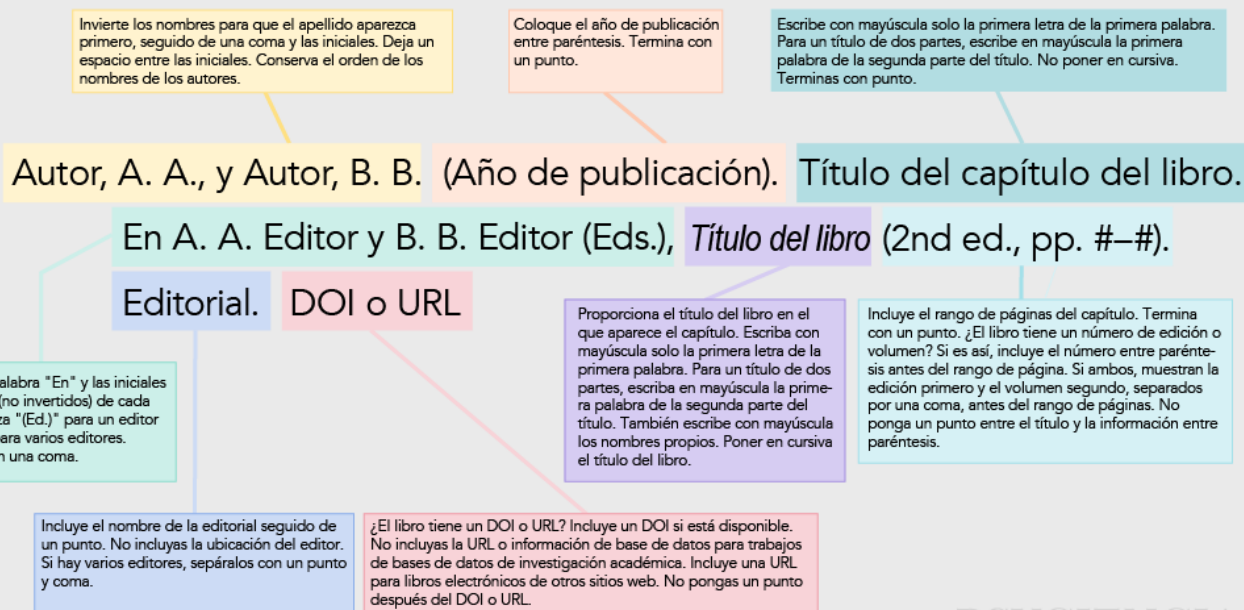 Invierte los nombres para que el apellido aparezca
primero, seguido de una coma y las iniciales. Deja un
espacio entre las iniciales. Conserva el orden de los
nombres de los autores.
Coloque el año de publicación
entre paréntesis. Termina con
un punto.
Escribe con mayúscula solo la primera letra de la primera palabra.
Para un título de dos partes, escribe en mayúscula la primera
palabra de la segunda parte del título. No poner en cursiva.
Terminas con punto.
Autor, A. A., y Autor, B. B. (Año de publicación). Título del capítulo del libro.
En A. A. Editor y B. B. Editor (Eds.), Título del libro (2nd ed., pp. #–#).
Editorial. DOI o URL
"En" y las iniciales
(no invertidos) de cada
"(Ed.)" para un editor
varios editores.
una coma.
Proporciona el título del libro en el
que aparece el capítulo. Escriba con
mayúscula solo la primera letra de la
primera palabra. Para un título de dos
partes, escriba en mayúscula la prime-
ra palabra de la segunda parte del
título. También escribe con mayúscula
los nombres propios. Poner en cursiva
el título del libro.
Incluye el rango de páginas del capítulo. Termina
con un punto. ¿El libro tiene un número de edición o
volumen? Si es así, incluye el número entre parénte-
sis antes del rango de página. Si ambos, muestran la
edición primero y el volumen segundo, separados
por una coma, antes del rango de páginas. No
ponga un punto entre el título y la información entre
paréntesis.
Incluye el nombre de la editorial seguido de
un punto. No incluyas la ubicación del editor.
Si hay varios editores, sepáralos con un punto
y coma.
¿El libro tiene un DOI o URL? Incluye un DOI si está disponible.
No incluyas la URL o información de base de datos para trabajos
de bases de datos de investigación académica. Incluye una URL
para libros electrónicos de otros sitios web. No pongas un punto
después del DOI o URL.